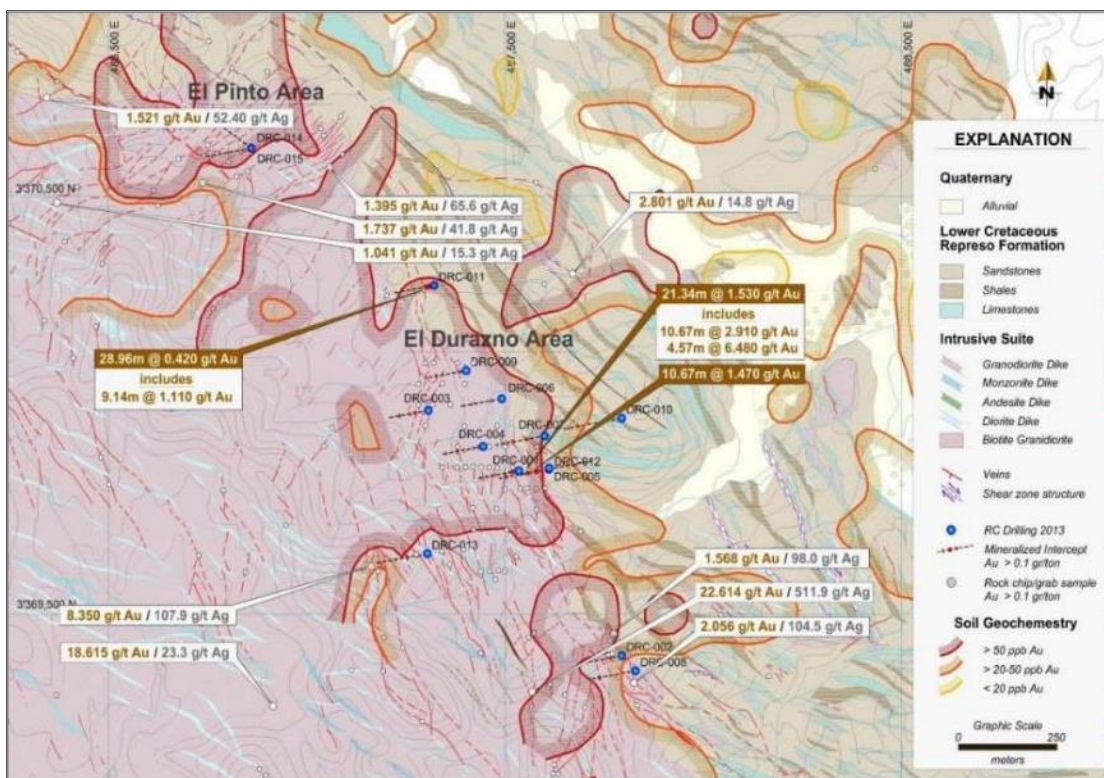 486,500 E
487,500 E
488,500 E
N
El Pinto Area
1.521 g/t Au / 52.40 g/t Ag
DRC-014
DRC-015
3'370,500 N
1.395 g/t Au / 65.6 g/t Ag
1.737 g/t Au / 41.8 g/t Ag
1.041 g/t Au / 15.3 g/t Ag
2.801 g/t Au / 14.8 g/t Ag
DRC-011
21.34m @ 1.530 g/t Au
includes
10.67m @ 2.910 g/t Au
4.57m @ 6.480 g/t Au
10.67m @ 1.470 g/t Au
El Durazno Area
28.96m @ 0.420 g/t Au
includes
9.14m @ 1.110 g/t Au
DRC-009
DRC-006
DRC-003
DRC-010
DRC-004
DRC-012
DRC-005
DRC-013
1.568 g/t Au / 98.0 g/t Ag
22.614 g/t Au / 511.9 g/t Ag
2.056 g/t Au / 104.5 g/t Ag
3'369,500 N
8.350 g/t Au / 107.9 g/t Ag
18.615 g/t Au / 23.3 g/t Ag
DRC-002
DRC-008
EXPLANATION
Quaternary
Alluvial
Lower Cretaceous
Represo Formation
Sandstones
Shales
Limestones
Intrusive Suite
Granodiorite Dike
Monzonite Dike
Andesite Dike
Diorite Dike
Biotite Granidiorite
Veins
Shear zone structure
RC Drilling 2013
Mineralized Intercept
Au > 0.1 gr/ton
Rock chip/grab sample
Au > 0.1 gr/ton
Soil Geochemestry
> 50 ppb Au
> 20-50 ppb Au
< 20 ppb Au
Graphic Scale
0 250
meters